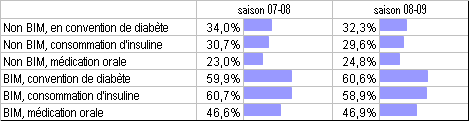 saison 07-08 saison 08-09
Non BIM, en convention de diabète 34,0% 32,3%
Non BIM, consommation d'insuline 30,7% 29,6%
Non BIM, médication orale 23,0% 24,8%
BIM, convention de diabète 59,9% 60,6%
BIM, consommation d'insuline 60,7% 58,9%
BIM, médication orale 46,6% 46,9%